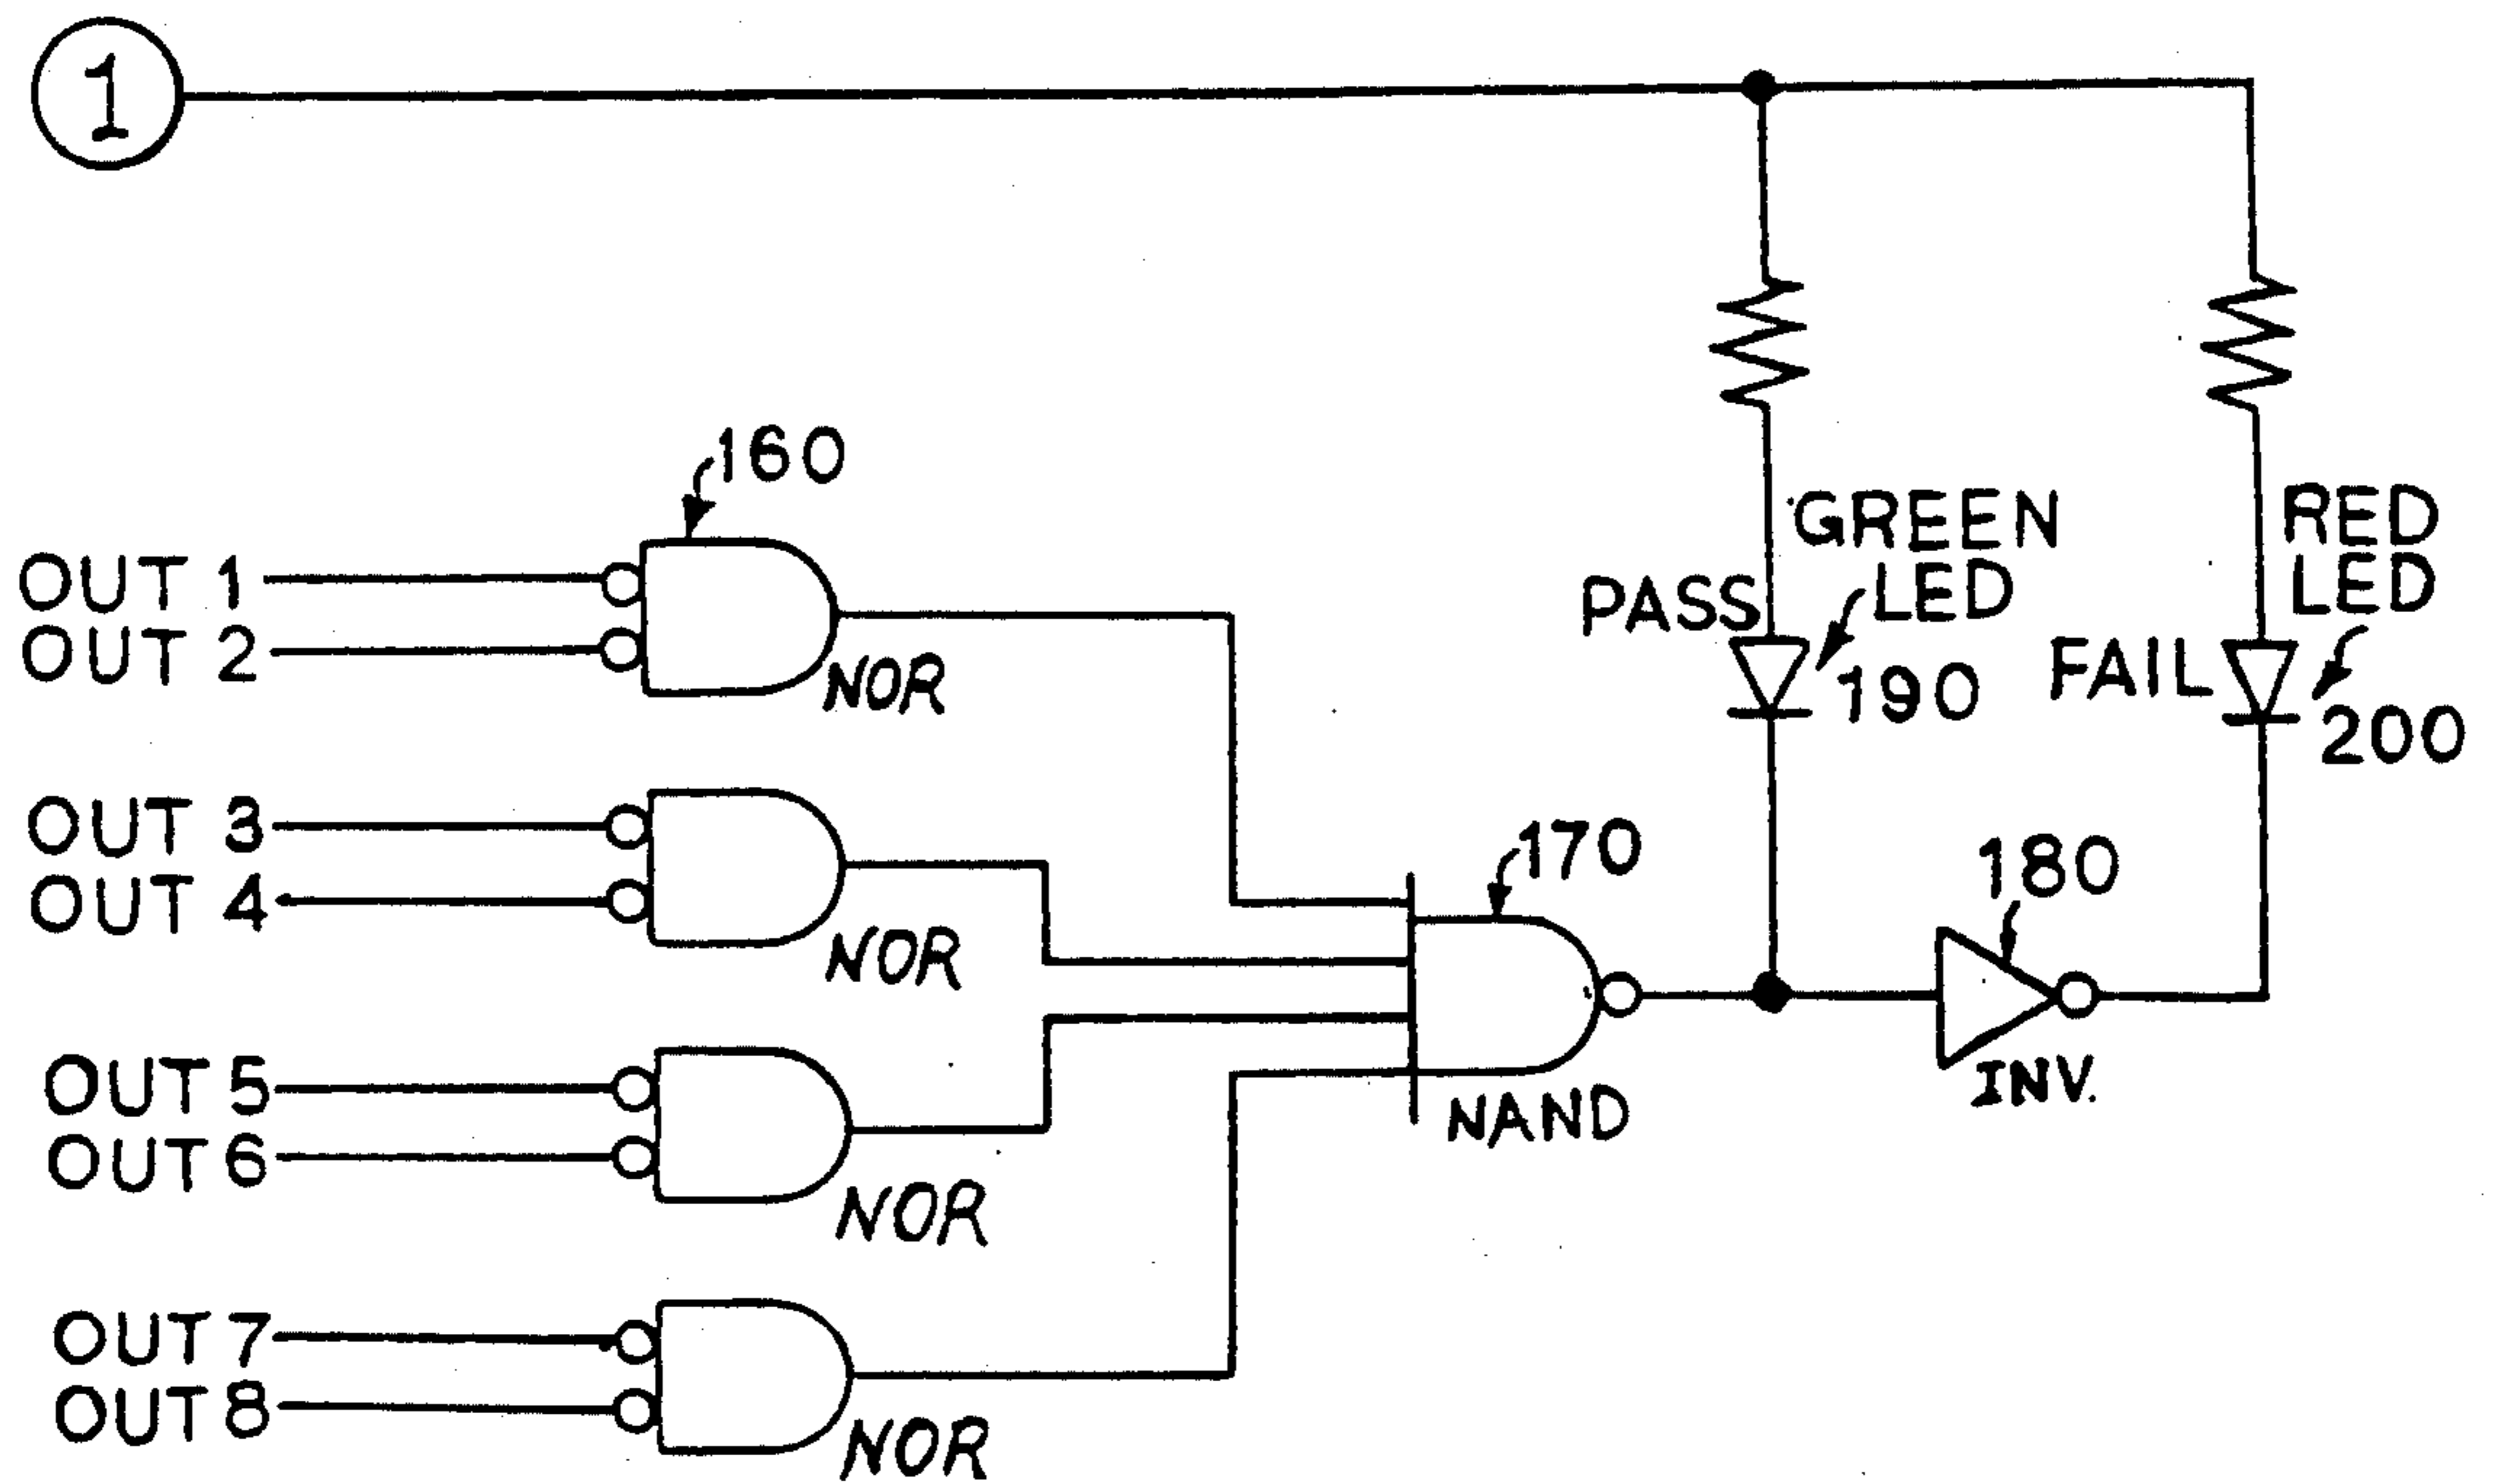 1
160
OUT 1
OUT 2
NOR
GREEN
LED
PASS
190
RED
LED
FAIL
200
OUT 3
OUT 4
NOR
170
180
NAND
INV.
OUT 5
OUT 6
NOR
OUT 7
OUT 8
NOR